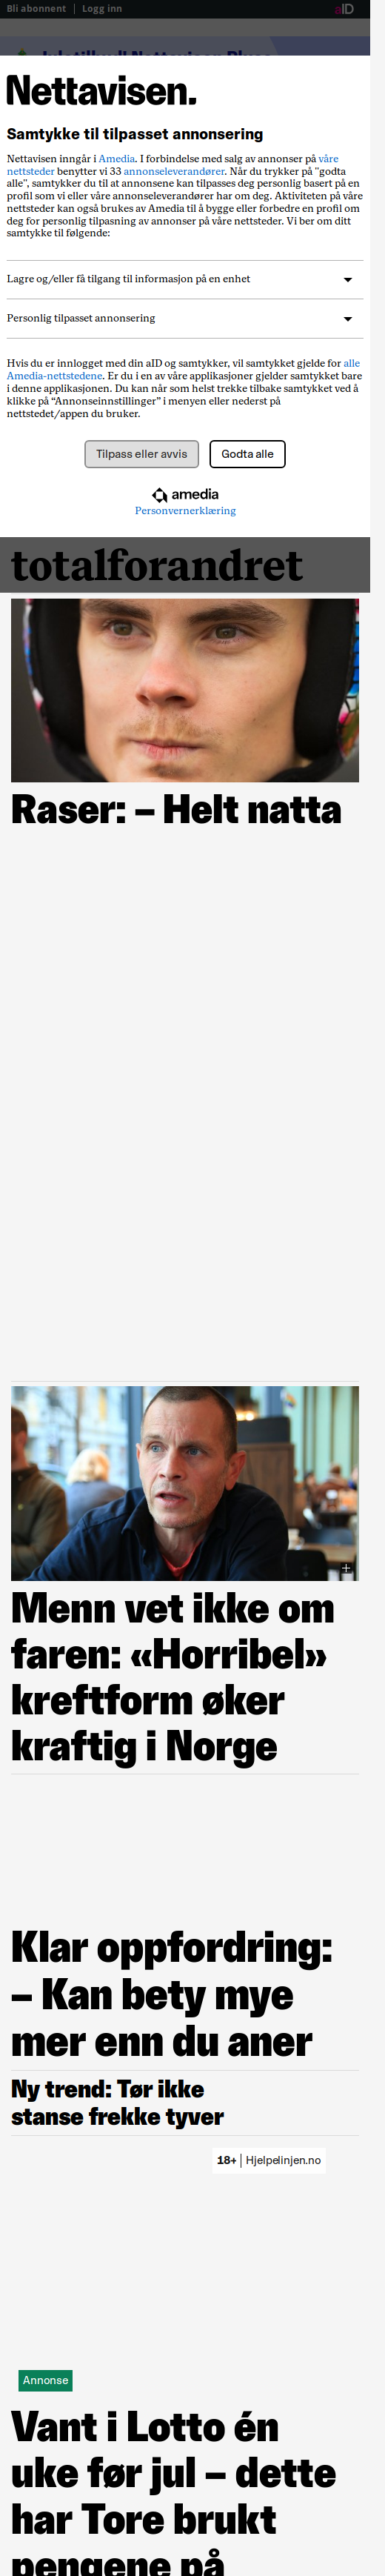 Bli abonnent | Logg inn
aID
Nettavisen.
Samtykke til tilpasset annonsering
Nettavisen inngår i Amedia. I forbindelse med salg av annonser på våre
nettsteder benytter vi 33 annonseleverandører. Når du trykker på "godta
alle", samtykker du til at annonsene kan tilpasses deg personlig basert på en
profil som vi eller våre annonseleverandører har om deg. Aktiviteten på våre
nettsteder kan også brukes av Amedia til å bygge eller forbedre en profil om
deg for personlig tilpasning av annonser på våre nettsteder. Vi ber om ditt
samtykke til følgende:
Lagre og/eller få tilgang til informasjon på en enhet
Personlig tilpasset annonsering
Hvis du er innlogget med din aID og samtykker, vil samtykket gjelde for alle
Amedia-nettstedene. Er du i en av våre applikasjoner gjelder samtykket bare
i denne applikasjonen. Du kan når som helst trekke tilbake samtykket ved å
klikke på “Annonseinnstillinger” i menyen eller nederst på
nettstedet/appen du bruker.
Tilpass eller avvis
Godta alle
amedia
Personvernerklæring
totalforandret
Raser: – Helt natta
Menn vet ikke om
faren: «Horribel»
kreftform øker
kraftig i Norge
Klar oppfordring:
– Kan bety mye
mer enn du aner
Ny trend: Tør ikke
stanse frekke tyver
18+ | Hjelpelinjen.no
Annonse
Vant i Lotto én
uke før jul – dette
har Tore brukt
pengene på